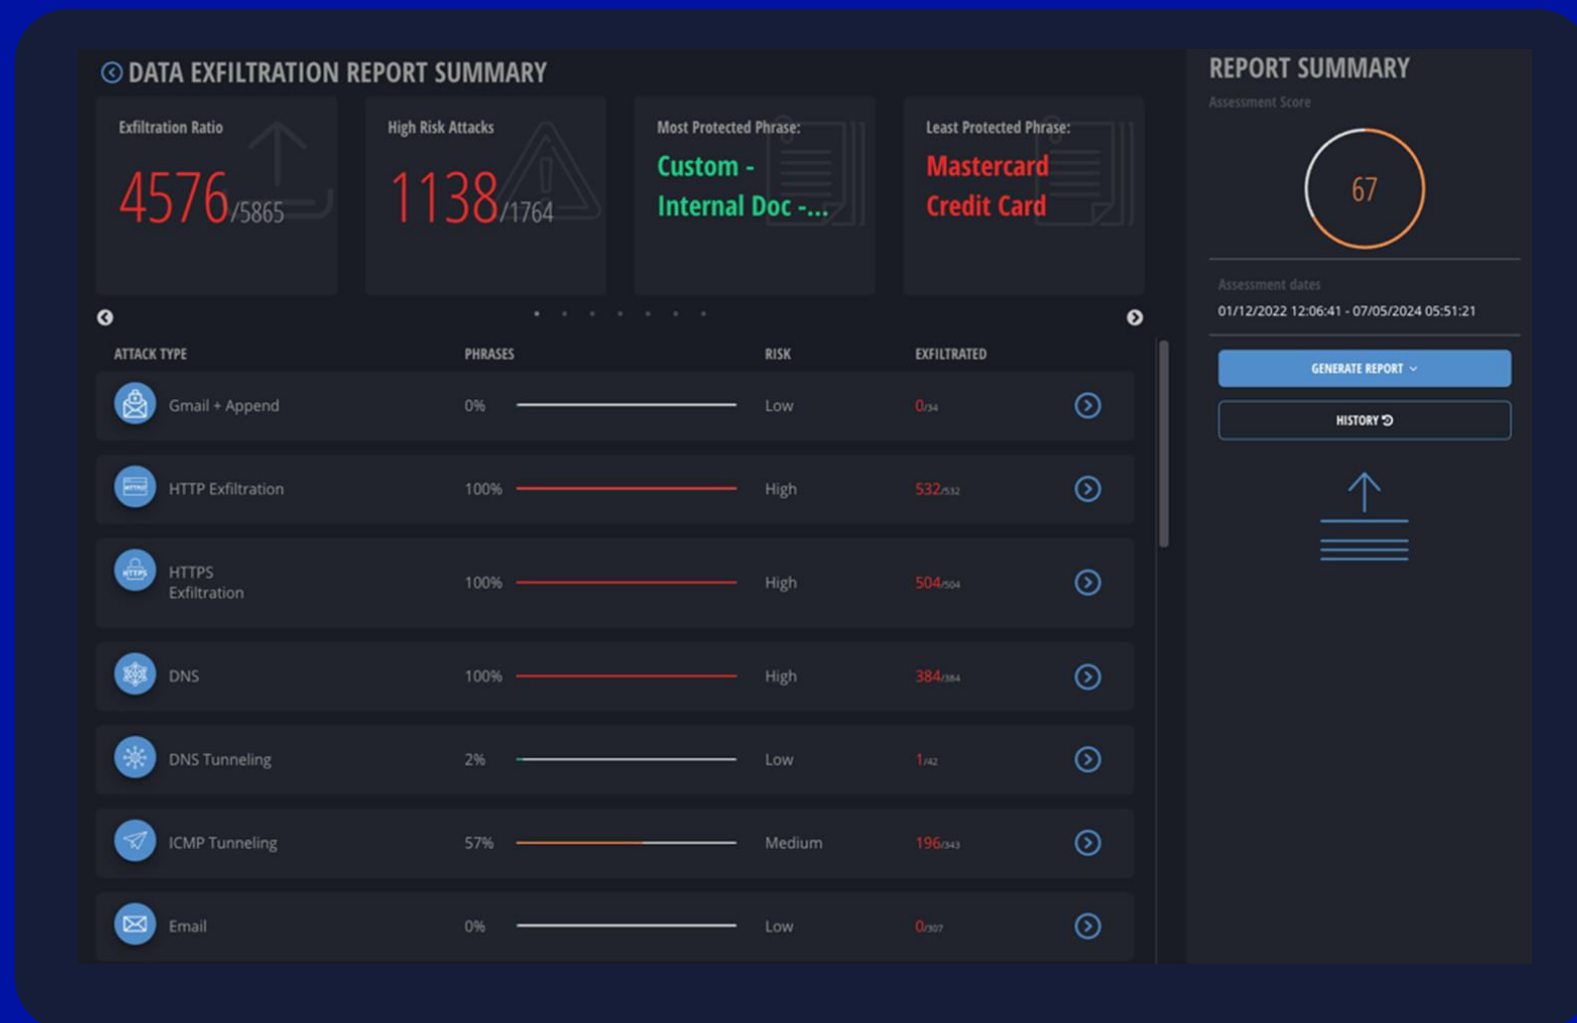 DATA EXFILTRATION REPORT SUMMARY
Exfiltration Ratio
4576/5865
High Risk Attacks
1138/1764
Most Protected Phrase:
Custom -
Internal Doc -...
Least Protected Phrase:
Mastercard
Credit Card
ATTACK TYPE PHRASES RISK EXFILTRATED
Gmail + Append 0% Low 0/34
HTTP Exfiltration 100% High 532/532
HTTPS
Exfiltration 100% High 504/504
DNS 100% High 384/384
DNS Tunneling 2% Low 1/42
ICMP Tunneling 57% Medium 196/343
Email 0% Low 0/307
REPORT SUMMARY
Assessment Score
67
Assessment dates
01/12/2022 12:06:41 - 07/05/2024 05:51:21
GENERATE REPORT
HISTORY